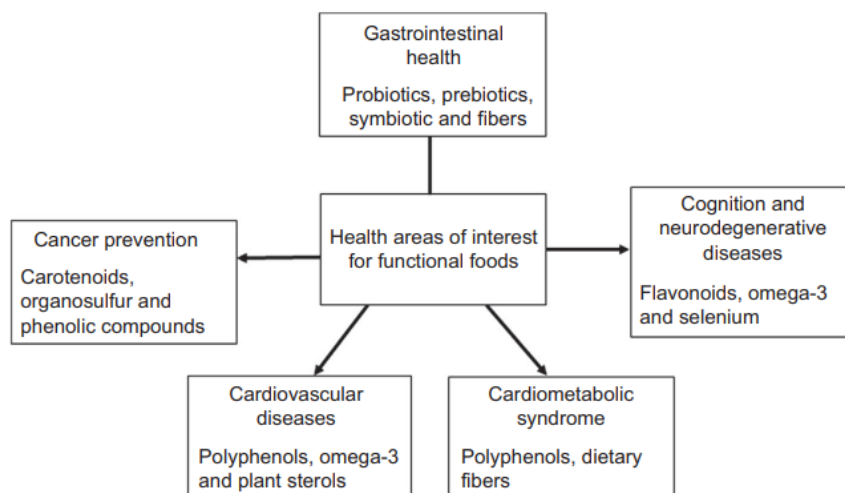 Gastrointestinal
health
Probiotics, prebiotics,
symbiotic and fibers
Cancer prevention
Carotenoids,
organosulfur and
phenolic compounds
Health areas of interest
for functional foods
Cognition and
neurodegenerative
diseases
Flavonoids, omega-3
and selenium
Cardiovascular
diseases
Polyphenols, omega-3
and plant sterols
Cardiometabolic
syndrome
Polyphenols, dietary
fibers